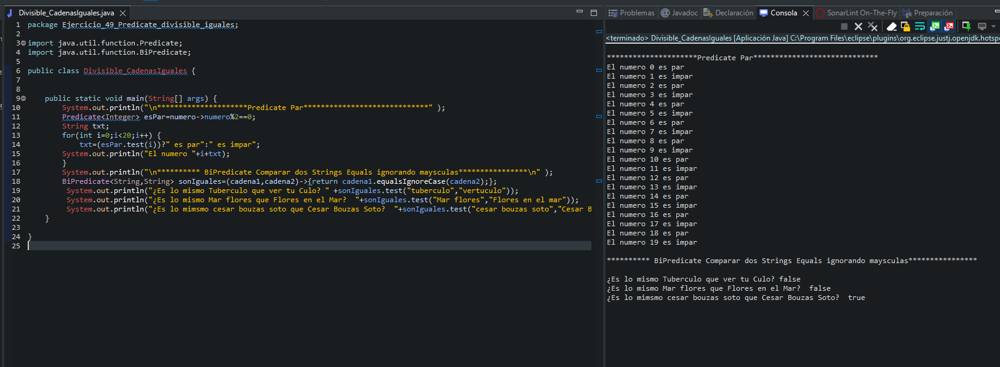 Divisible_CadenasIguales.java
1 package Ejercicio_49_Predicate_divisible_iguales;
2
3 import java.util.function.Predicate;
4 import java.util.function.BiPredicate;
5
6 public class Divisible_CadenasIguales {
7
8
9 public static void main(String[] args) {
10 System.out.println("\n*********************Predicate Par*****************************" );
11 Predicate<Integer> esPar=numero->numero%2==0;
12 String txt;
13 for(int i=0;i<20;i++) {
14 txt=(esPar.test(i))?" es par":" es impar";
15 System.out.println("El numero "+i+txt);
16 }
17 System.out.println("\n********** BiPredicate Comparar dos Strings Equals ignorando maysculas****************\n" );
18 BiPredicate<String,String> sonIguales=(cadena1,cadena2)->{return cadena1.equalsIgnoreCase(cadena2);};
19 System.out.println("¿Es lo mismo Tuberculo que ver tu Culo? " +sonIguales.test("tuberculo","vertuculo"));
20 System.out.println("¿Es lo mismo Mar flores que Flores en el Mar?  "+sonIguales.test("Mar flores","Flores en el mar"));
21 System.out.println("¿Es lo mimsmo cesar bouzas soto que Cesar Bouzas Soto?  "+sonIguales.test("cesar bouzas soto","Cesar B
22 }
23
24 }
25
Problemas @ Javadoc Declaración Consola SonarLint On-The-Fly Preparación
<terminado> Divisible_CadenasIguales [Aplicación Java] C:\Program Files\eclipse\plugins\org.eclipse.justj.openjdk.hotspo
*********************Predicate Par*****************************
El numero 0 es par
El numero 1 es impar
El numero 2 es par
El numero 3 es impar
El numero 4 es par
El numero 5 es impar
El numero 6 es par
El numero 7 es impar
El numero 8 es par
El numero 9 es impar
El numero 10 es par
El numero 11 es impar
El numero 12 es par
El numero 13 es impar
El numero 14 es par
El numero 15 es impar
El numero 16 es par
El numero 17 es impar
El numero 18 es par
El numero 19 es impar
********** BiPredicate Comparar dos Strings Equals ignorando maysculas****************
¿Es lo mismo Tuberculo que ver tu Culo? false
¿Es lo mismo Mar flores que Flores en el Mar?  false
¿Es lo mimsmo cesar bouzas soto que Cesar Bouzas Soto?  true